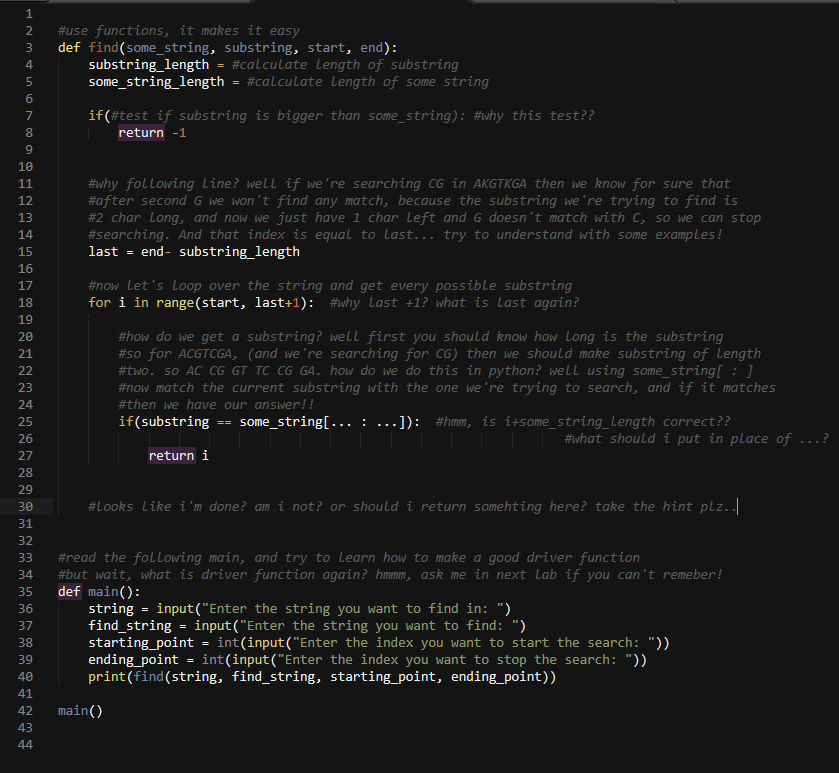 1
2 #use functions, it makes it easy
3 def find(some_string, substring, start, end):
4 substring_length = #calculate length of substring
5 some_string_length = #calculate length of some string
6
7 if(#test if substring is bigger than some_string): #why this test??
8 return -1
9
10
11 #why following line? well if we're searching CG in AKGTKGA then we know for sure that
12 #after second G we won't find any match, because the substring we're trying to find is
13 #2 char long, and now we just have 1 char left and G doesn't match with C, so we can stop
14 #searching. And that index is equal to last... try to understand with some examples!
15 last = end- substring_length
16
17 #now let's loop over the string and get every possible substring
18 for i in range(start, last+1): #why last +1? what is last again?
19
20 #how do we get a substring? well first you should know how long is the substring
21 #so for ACGTCGA, (and we're searching for CG) then we should make substring of length
22 #two. so AC CG GT TC CG GA. how do we do this in python? well using some_string[ : ]
23 #now match the current substring with the one we're trying to search, and if it matches
24 #then we have our answer!!
25 if(substring == some_string[... : ...]): #hmm, is i+some_string_length correct??
26 #what should i put in place of ...?
27 return i
28
29
30 #looks like i'm done? am i not? or should i return somehting here? take the hint plz..
31
32
33 #read the following main, and try to learn how to make a good driver function
34 #but wait, what is driver function again? hmmm, ask me in next lab if you can't remeber!
35 def main():
36 string = input("Enter the string you want to find in: ")
37 find_string = input("Enter the string you want to find: ")
38 starting_point = int(input("Enter the index you want to start the search: "))
39 ending_point = int(input("Enter the index you want to stop the search: "))
40 print(find(string, find_string, starting_point, ending_point))
41
42 main()
43
44